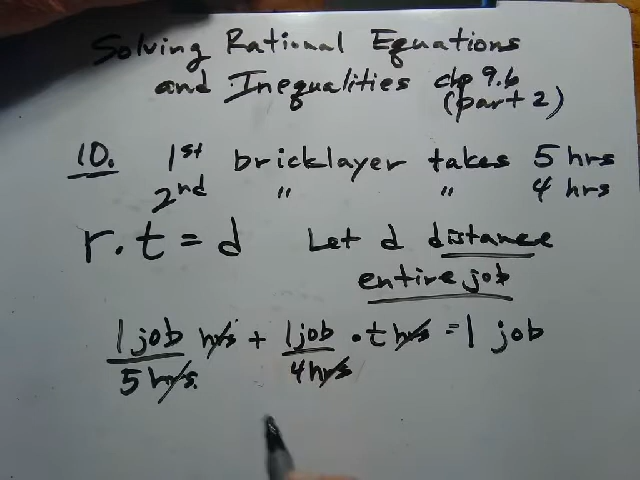 Solving Rational Equations
and Inequalities chp 9.6
(part 2)
10. 1st bricklayer takes 5 hrs
2nd " " 4 hrs
r · t = d Let d distance
entire job
1 job / 5 hrs. hrs + 1 job / 4 hrs · t hrs = 1 job